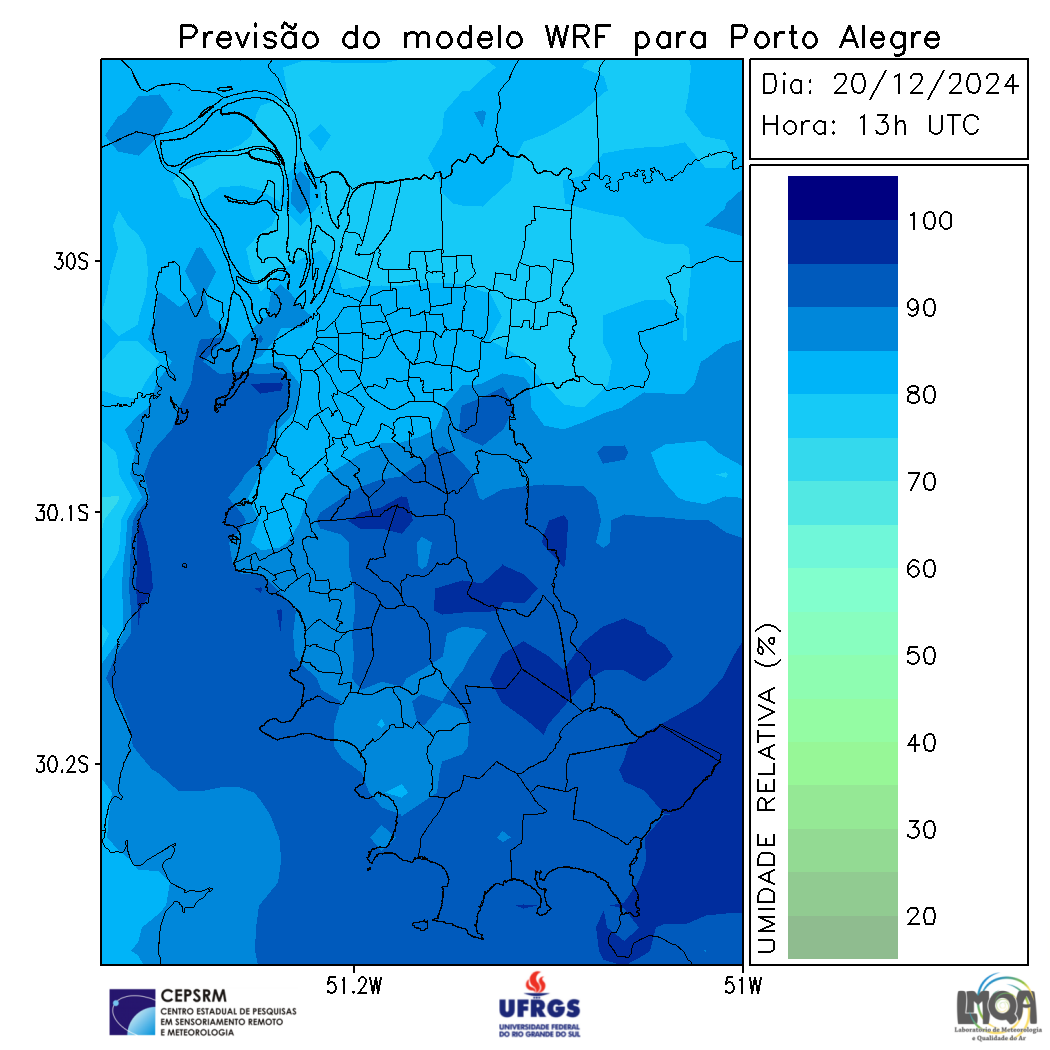 Previsão do modelo WRF para Porto Alegre
Dia: 20/12/2024
Hora: 13h UTC
30S
30.1S
30.2S
51.2W
51W
100
90
80
70
60
50
40
30
20
UMIDADE RELATIVA (%)
CEPSRM
CENTRO ESTADUAL DE PESQUISAS
EM SENSORIAMENTO REMOTO
E METEOROLOGIA
UFRGS
UNIVERSIDADE FEDERAL
DO RIO GRANDE DO SUL
LMQA
Laboratório de Meteorologia
e Qualidade do Ar